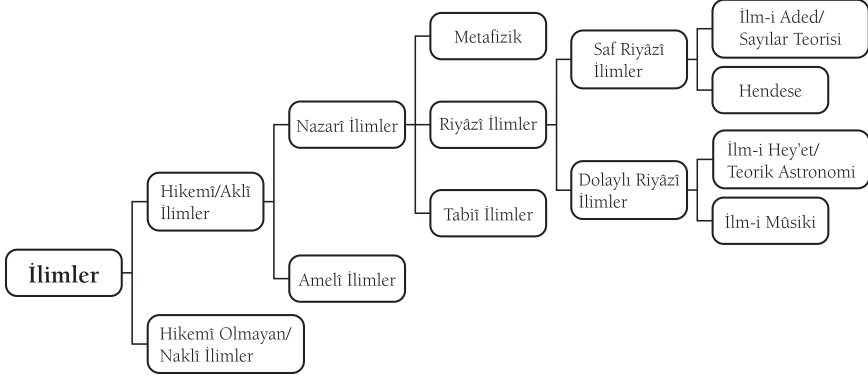 İlimler
Hikemî/Aklî
İlimler
Hikemî Olmayan/
Naklî İlimler
Nazarî İlimler
Amelî İlimler
Metafizik
Riyâzî İlimler
Tabiî İlimler
Saf Riyâzî
İlimler
Dolaylı Riyâzî
İlimler
İlm-i Aded/
Sayılar Teorisi
Hendese
İlm-i Hey'et/
Teorik Astronomi
İlm-i Mûsiki